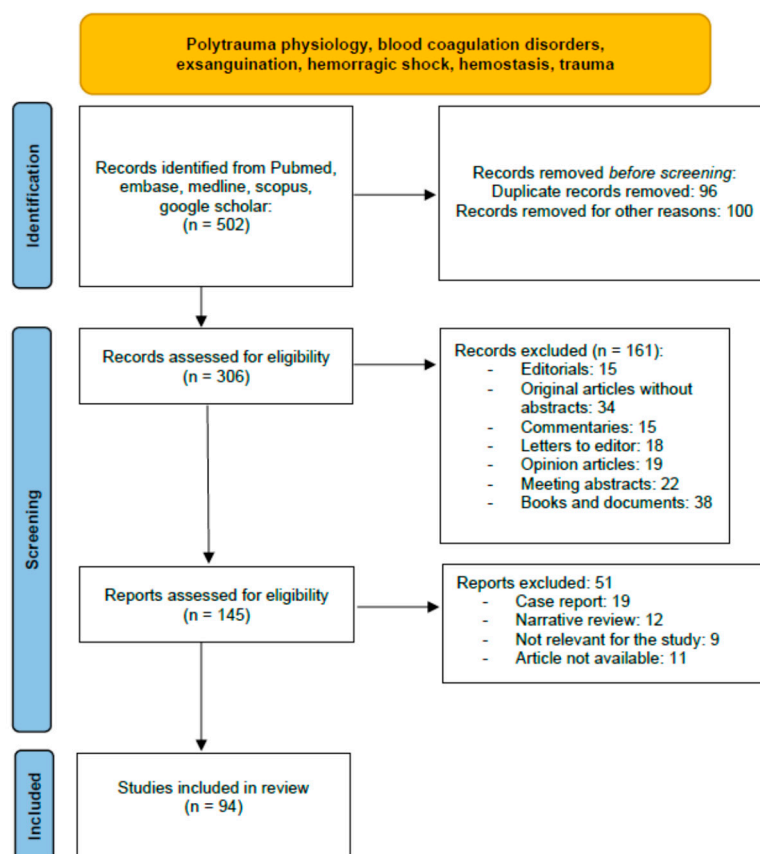 Polytrauma physiology, blood coagulation disorders,
exsanguination, hemorragic shock, hemostasis, trauma
Identification
Records identified from Pubmed,
embase, medline, scopus,
google scholar:
(n = 502)
Records removed before screening:
Duplicate records removed: 96
Records removed for other reasons: 100
Screening
Records assessed for eligibility
(n = 306)
Records excluded (n = 161):
- Editorials: 15
- Original articles without
abstracts: 34
- Commentaries: 15
- Letters to editor: 18
- Opinion articles: 19
- Meeting abstracts: 22
- Books and documents: 38
Reports assessed for eligibility
(n = 145)
Reports excluded: 51
- Case report: 19
- Narrative review: 12
- Not relevant for the study: 9
- Article not available: 11
Included
Studies included in review
(n = 94)